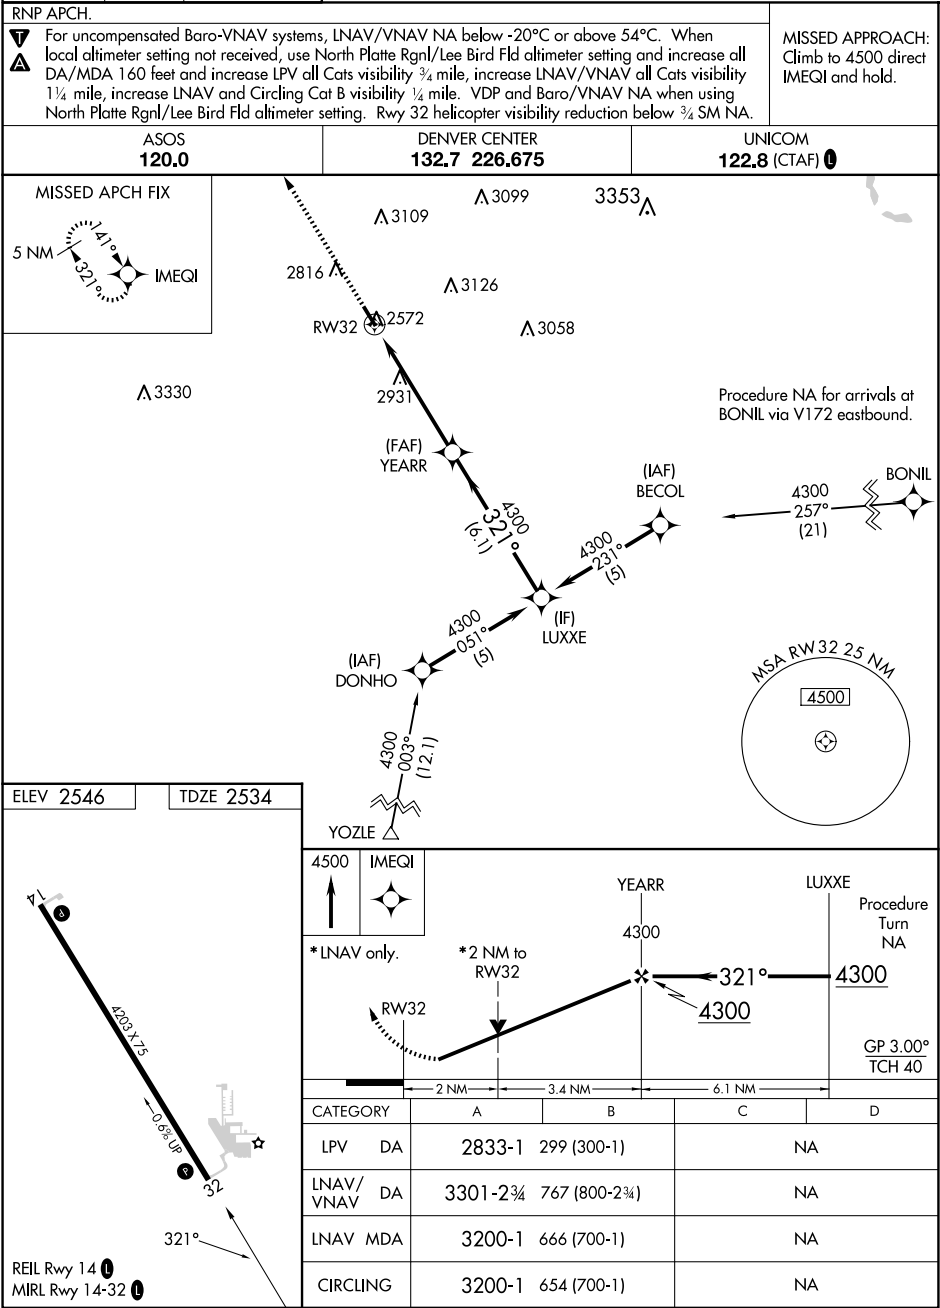 RNP APCH.
T For uncompensated Baro-VNAV systems, LNAV/VNAV NA below -20°C or above 54°C. When
A local altimeter setting not received, use North Platte Rgnl/Lee Bird Fld altimeter setting and increase all
DA/MDA 160 feet and increase LPV all Cats visibility ¾ mile, increase LNAV/VNAV all Cats visibility
1¼ mile, increase LNAV and Circling Cat B visibility ¼ mile. VDP and Baro/VNAV NA when using
North Platte Rgnl/Lee Bird Fld altimeter setting. Rwy 32 helicopter visibility reduction below ¾ SM NA.
MISSED APPROACH:
Climb to 4500 direct
IMEQI and hold.
ASOS
120.0
DENVER CENTER
132.7 226.675
UNICOM
122.8 (CTAF) L
MISSED APCH FIX
5 NM
141°
321°
IMEQI
3109
3099
3353
2816
3126
RW32
2572
3058
3330
2931
Procedure NA for arrivals at
BONIL via V172 eastbound.
(FAF)
YEARR
(IAF)
BECOL
BONIL
4300
257°
(21)
4300
321°
(6.1)
4300
231°
(5)
(IF)
LUXXE
4300
051°
(5)
(IAF)
DONHO
4300
003°
(12.1)
YOZLE
MSA RW32 25 NM
4500
ELEV 2546
TDZE 2534
14
P
4203 X 75
0.6% UP
P
32
321°
REIL Rwy 14 L
MIRL Rwy 14-32 L
4500
IMEQI
YEARR
LUXXE
Procedure
Turn
NA
4300
*LNAV only.
*2 NM to
RW32
321°
4300
RW32
4300
GP 3.00°
TCH 40
2 NM
3.4 NM
6.1 NM
CATEGORY A B C D
LPV DA 2833-1 299 (300-1) NA
LNAV/
VNAV DA 3301-2¾ 767 (800-2¾) NA
LNAV MDA 3200-1 666 (700-1) NA
CIRCLING 3200-1 654 (700-1) NA